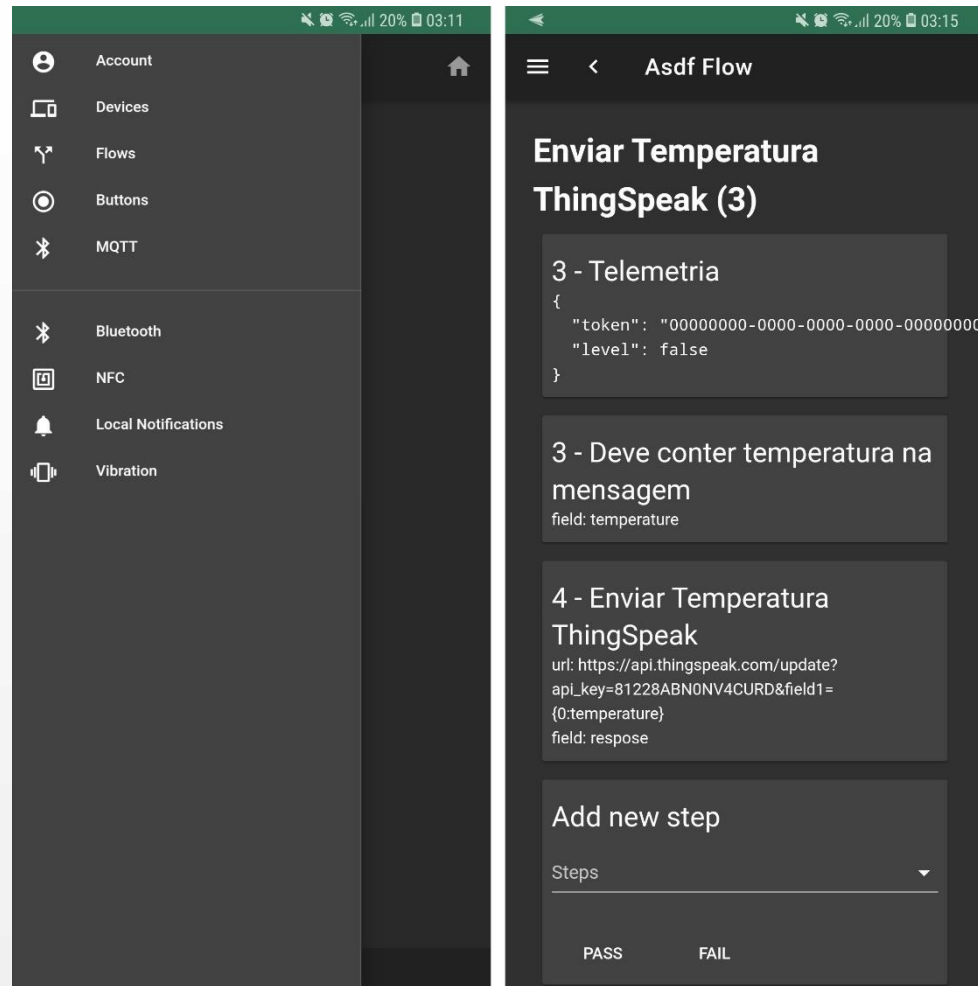 20% 03:11
Account
Devices
Flows
Buttons
MQTT
Bluetooth
NFC
Local Notifications
Vibration
20% 03:15
Asdf Flow
Enviar Temperatura
ThingSpeak (3)
3 - Telemetria
{
"token": "00000000-0000-0000-0000-00000000
"level": false
}
3 - Deve conter temperatura na
mensagem
field: temperature
4 - Enviar Temperatura
ThingSpeak
url: https://api.thingspeak.com/update?
api_key=81228ABN0NV4CURD&field1=
{0:temperature}
field: respose
Add new step
Steps
PASS FAIL